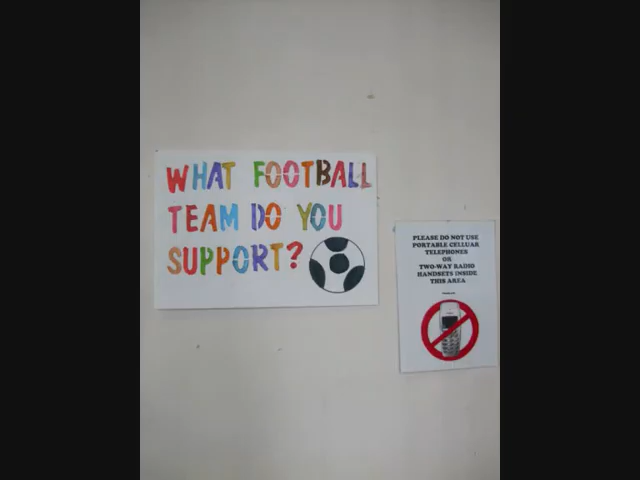 WHAT FOOTBALL
TEAM DO YOU
SUPPORT?
PLEASE DO NOT USE
PORTABLE CELLUAR
TELEPHONES
OR
TWO-WAY RADIO
HANDSETS INSIDE
THIS AREA